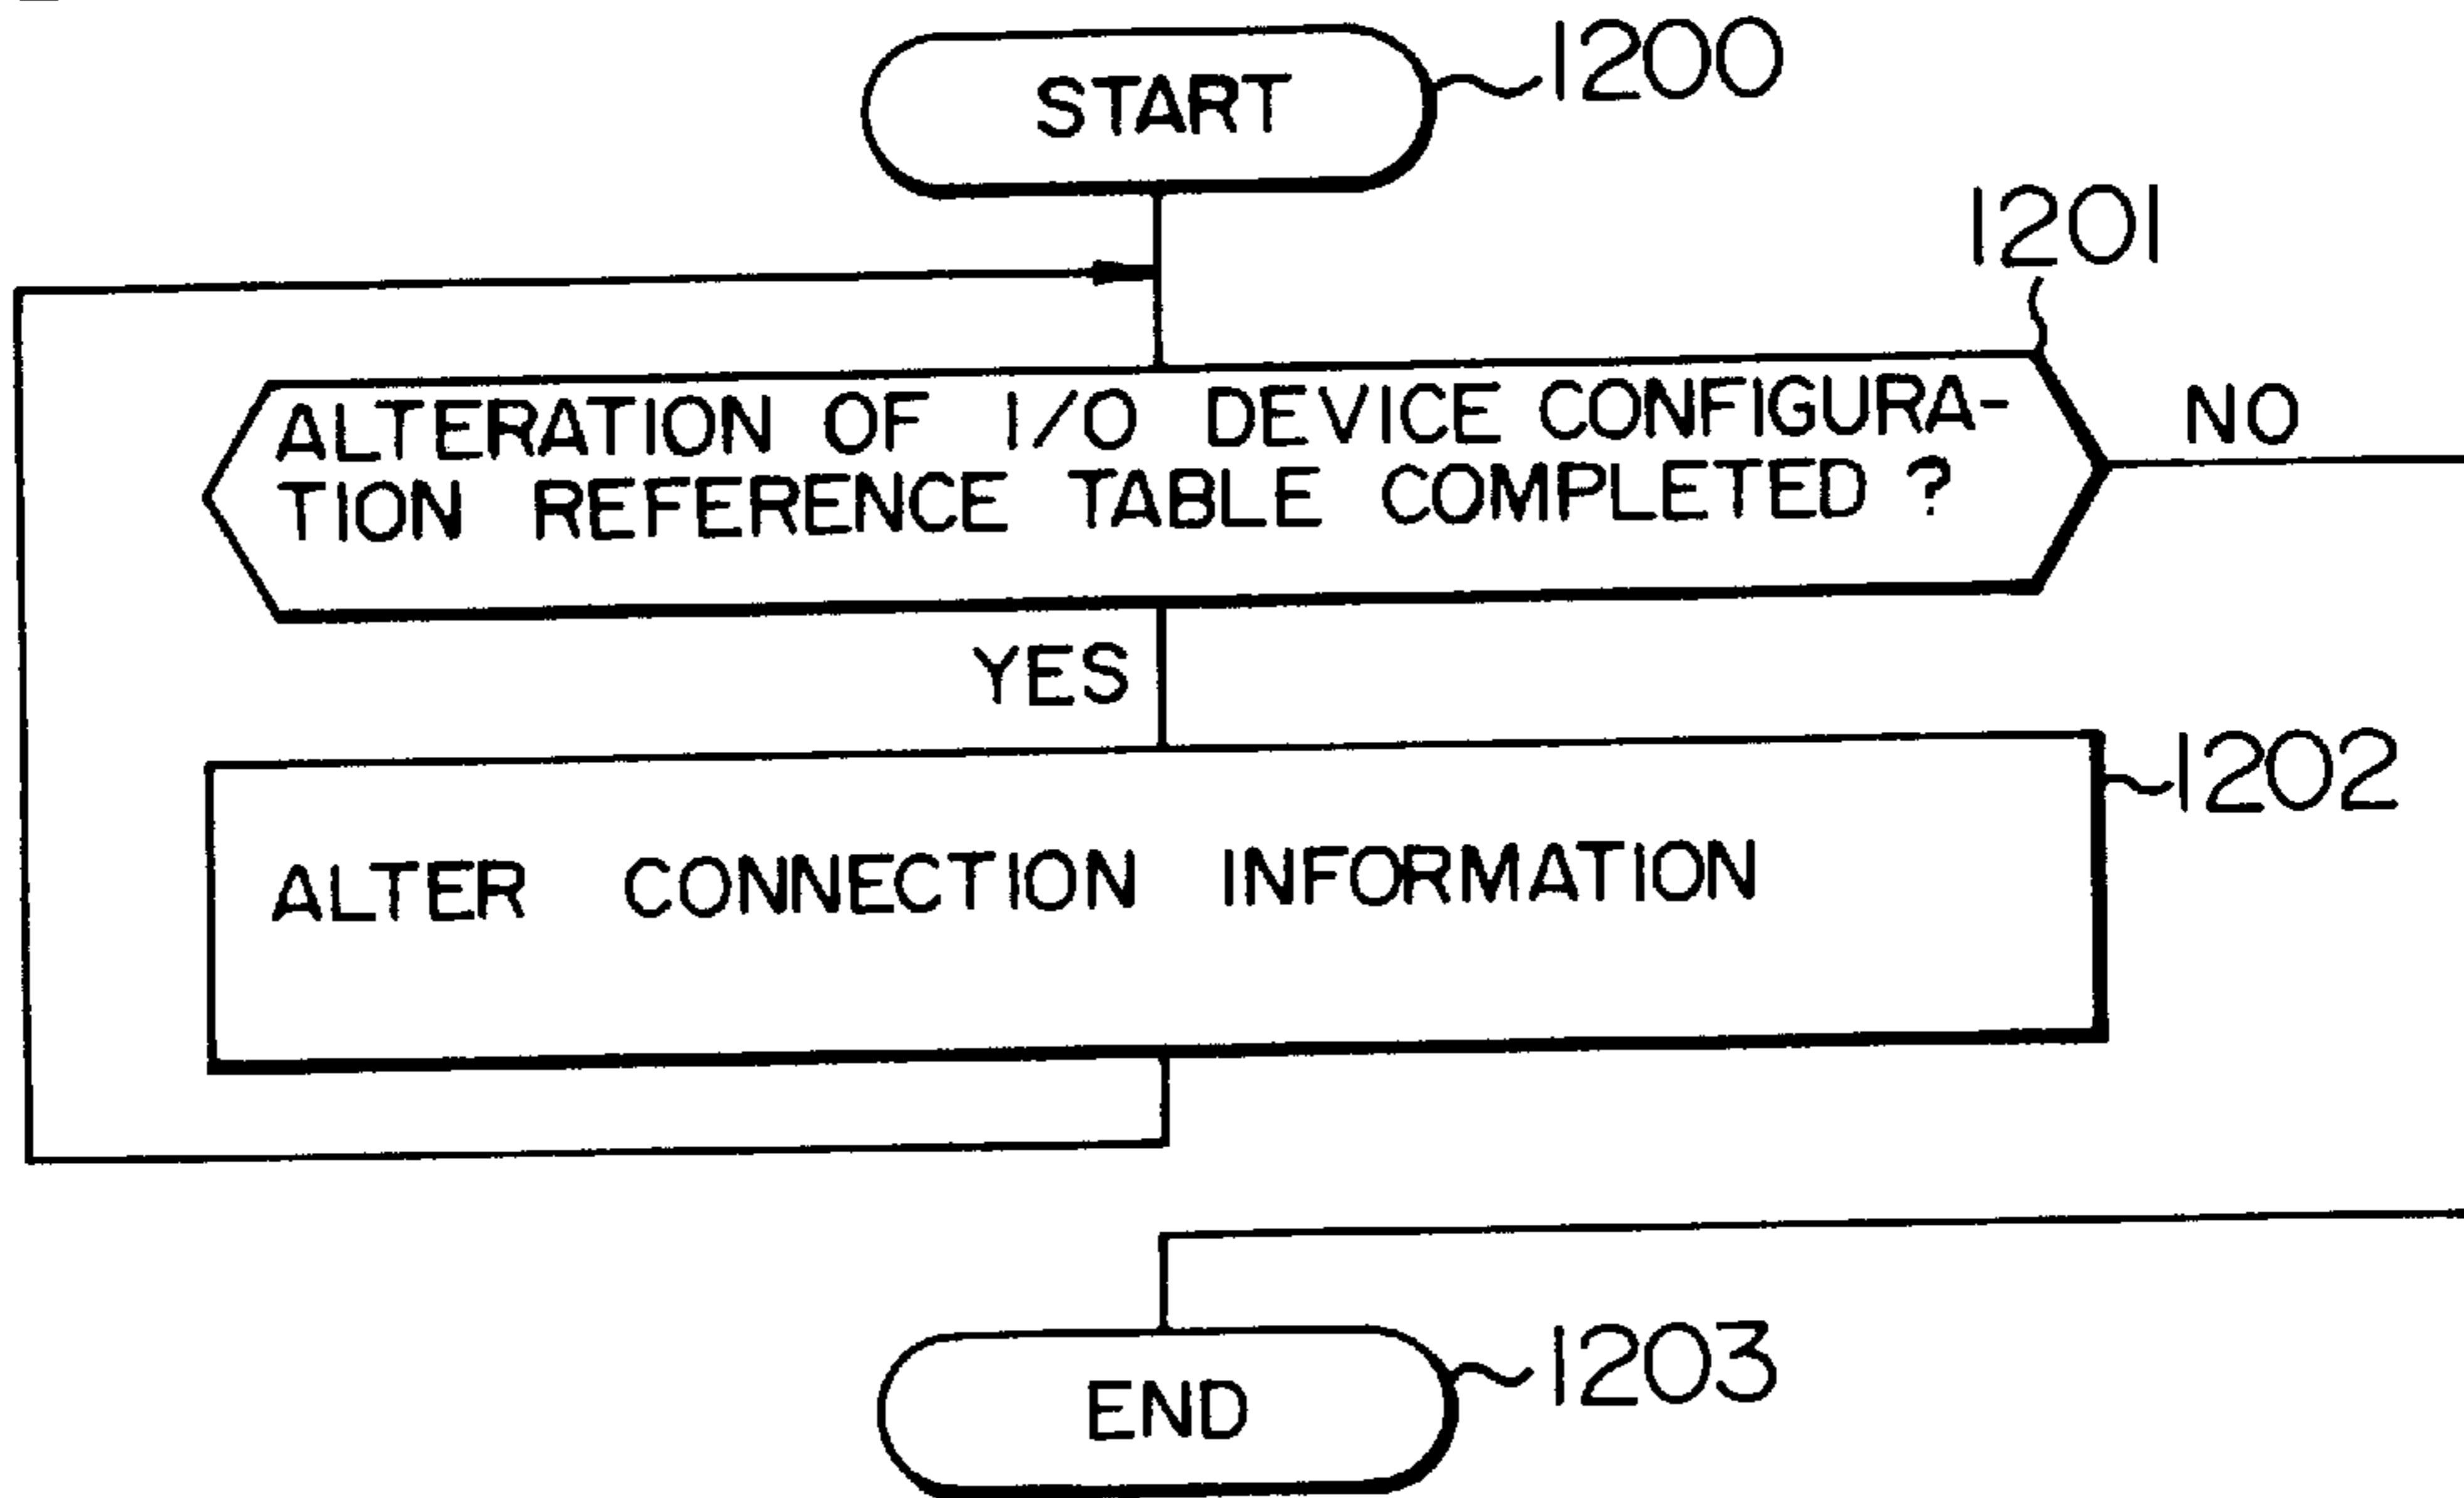 START
1200
1201
ALTERATION OF I/O DEVICE CONFIGURA-
TION REFERENCE TABLE COMPLETED ?
NO
YES
1202
ALTER CONNECTION INFORMATION
END
1203